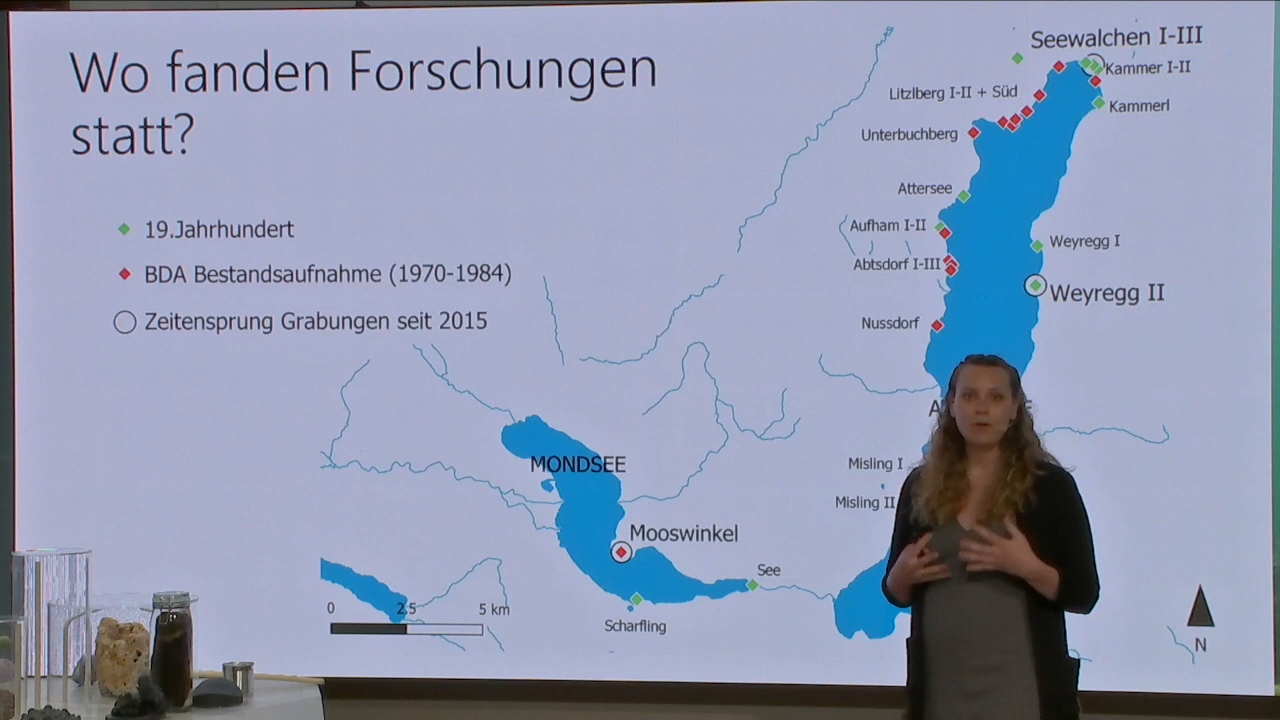 Wo fanden Forschungen
statt?
19.Jahrhundert
BDA Bestandsaufnahme (1970-1984)
Zeitensprung Grabungen seit 2015
Seewalchen I-III
Kammer I-II
Litzlberg I-II + Süd
Kammerl
Unterbuchberg
Attersee
Aufham I-II
Weyregg I
Abtsdorf I-III
Weyregg II
Nussdorf
MONDSEE
Misling I
Misling II
Mooswinkel
See
Scharfling
0 2.5 5 km
N